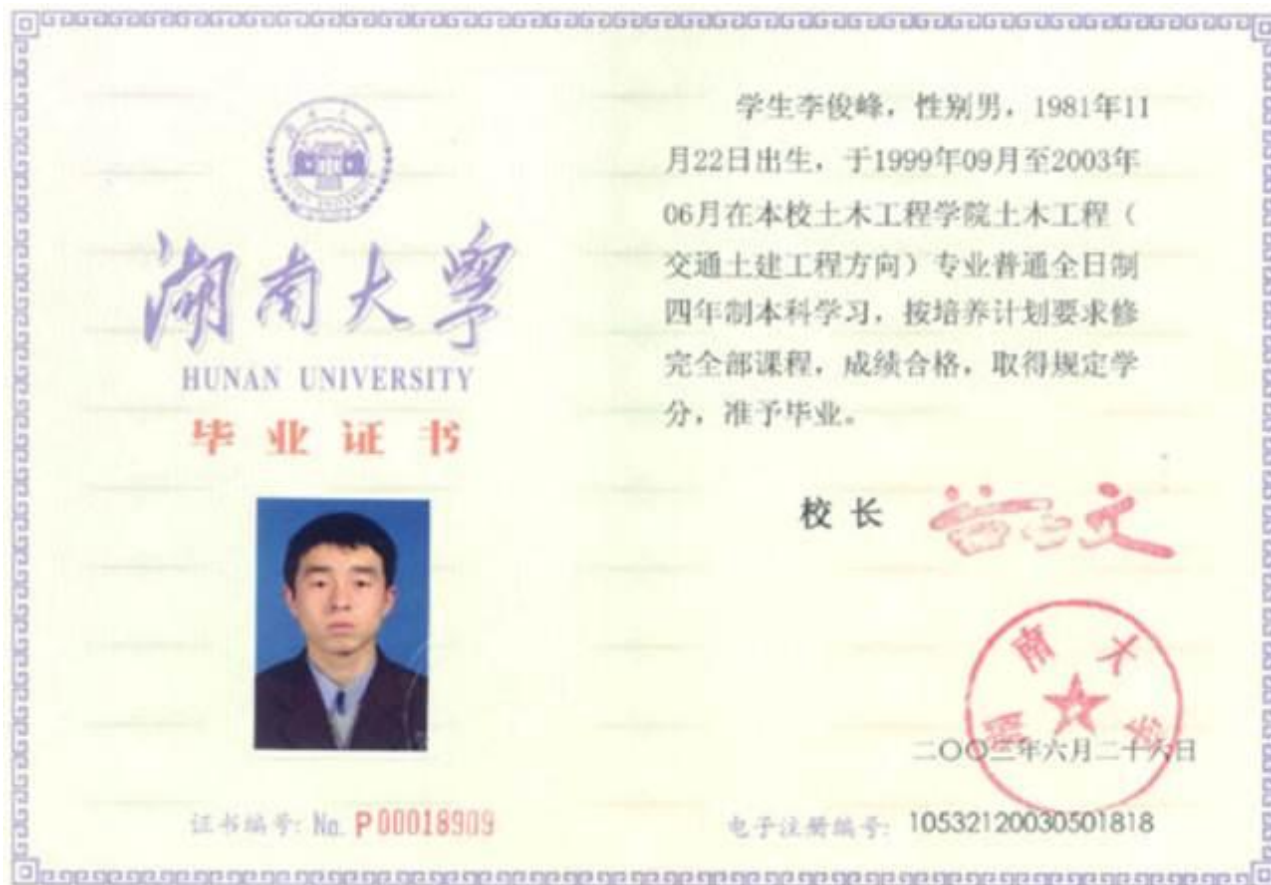 湖南大學
HUNAN UNIVERSITY
毕业证书
证书编号: No. P00018909
学生李俊峰，性别男，1981年11
月22日出生，于1999年09月至2003年
06月在本校土木工程学院土木工程（
交通土建工程方向）专业普通全日制
四年制本科学习，按培养计划要求修
完全部课程，成绩合格，取得规定学
分，准予毕业。
校 长
湖南大学
二〇〇三年六月二十六日
电子注册编号: 10532120030501818